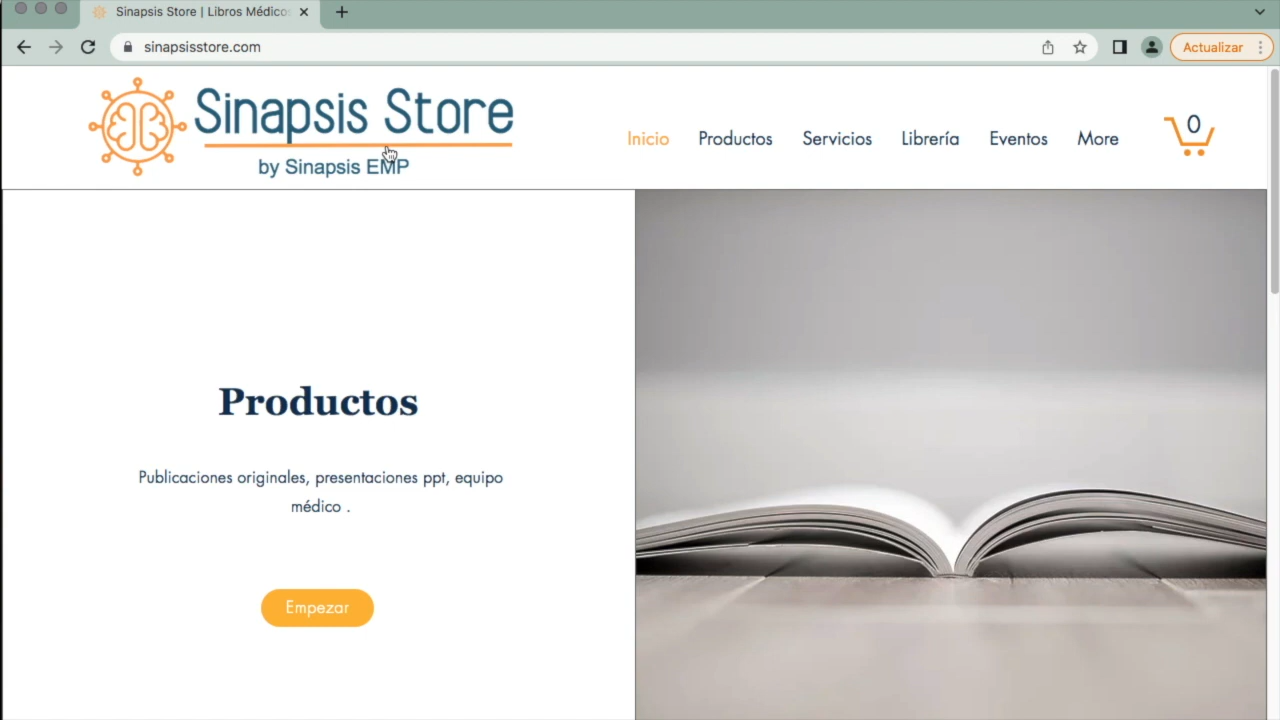 Sinapsis Store | Libros Médicos
sinapsisstore.com
Actualizar
Sinapsis Store
by Sinapsis EMP
Inicio
Productos
Servicios
Librería
Eventos
More
0
Productos
Publicaciones originales, presentaciones ppt, equipo
médico .
Empezar